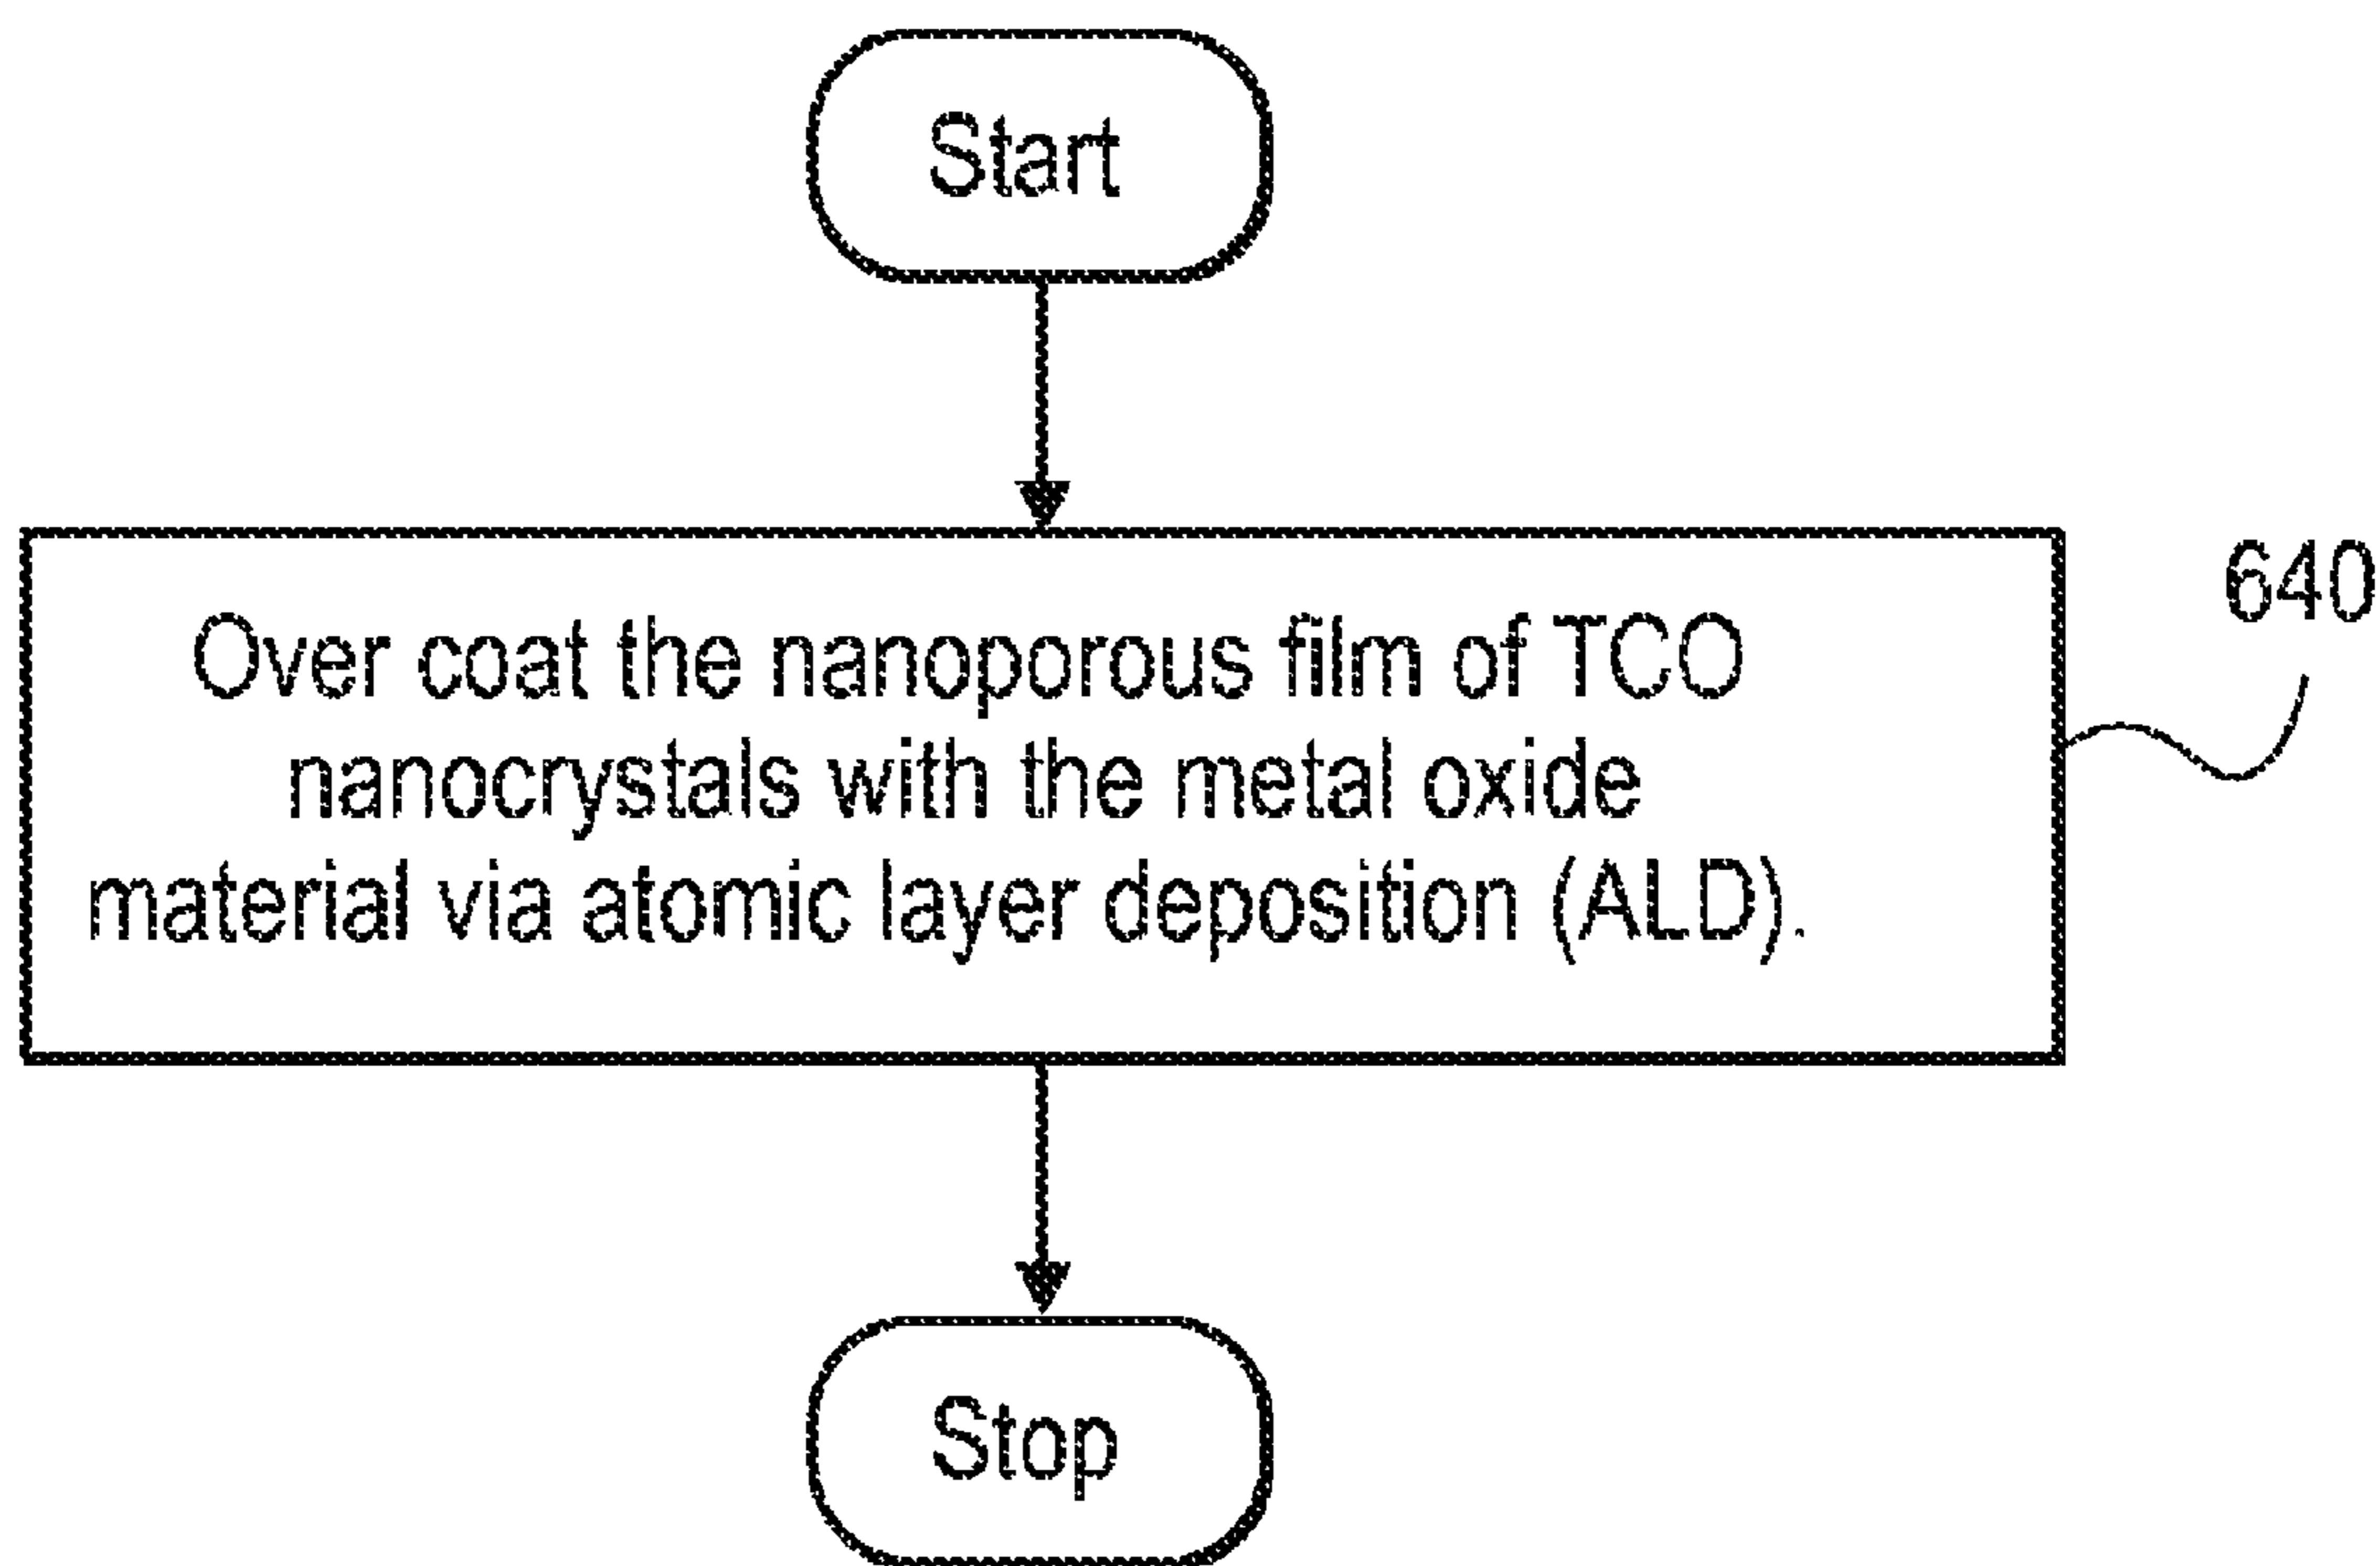 Start
640
Over coat the nanoporous film of TCO
nanocrystals with the metal oxide
material via atomic layer deposition (ALD).
Stop